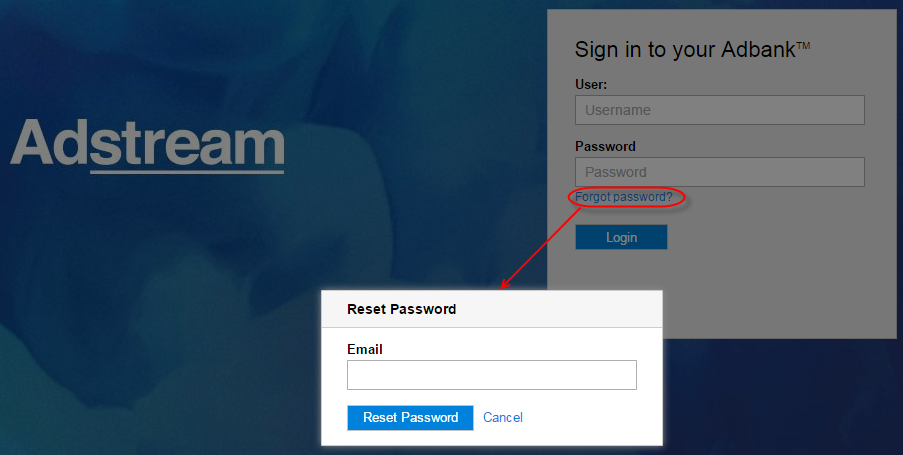 Adstream
Sign in to your Adbank™
User:
Username
Password
Password
Forgot password?
Login
Reset Password
Email
Reset Password Cancel